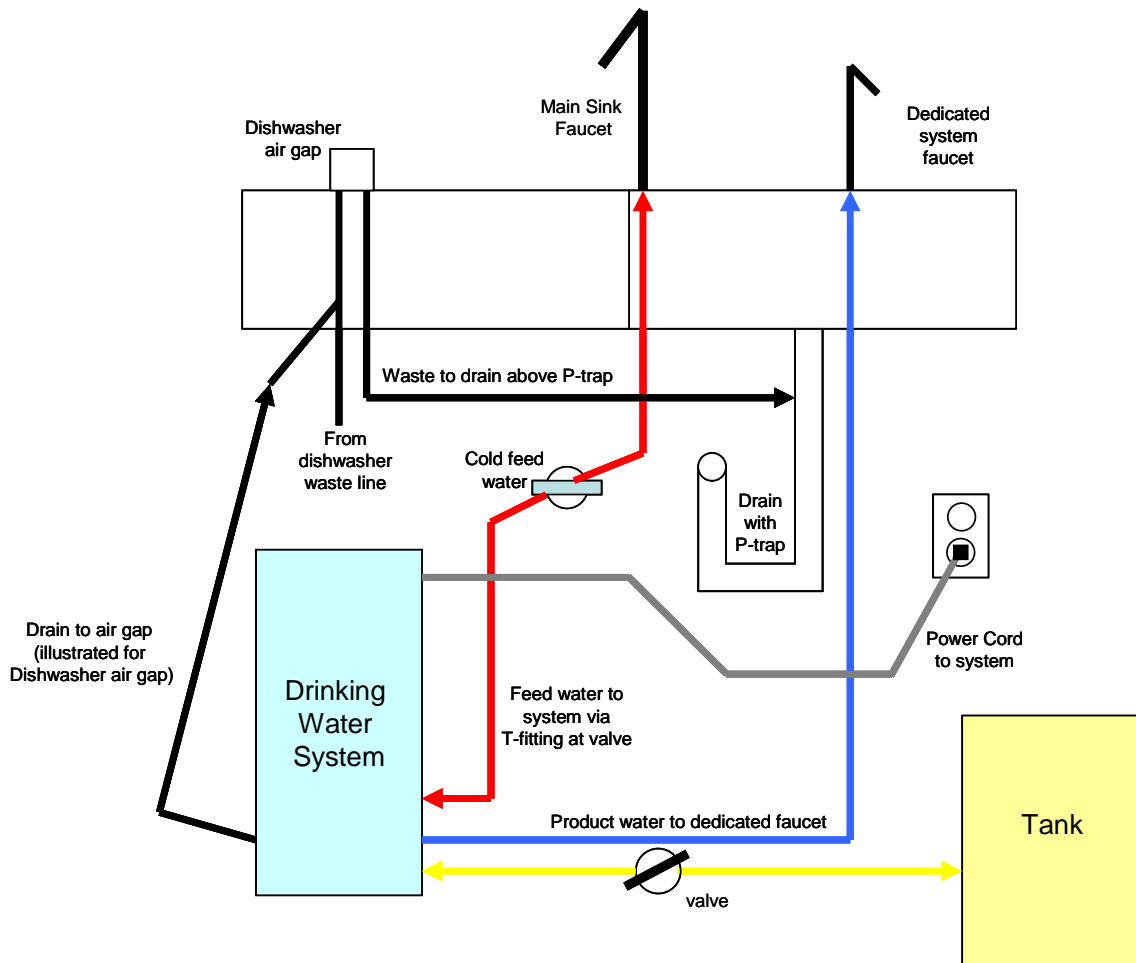 Main Sink
Faucet
Dedicated
system
faucet
Dishwasher
air gap
Waste to drain above P-trap
From
dishwasher
waste line
Cold feed
water
Drain
with
P-trap
Drain to air gap
(illustrated for
Dishwasher air gap)
Power Cord
to system
Drinking
Water
System
Feed water to
system via
T-fitting at valve
Product water to dedicated faucet
Tank
valve